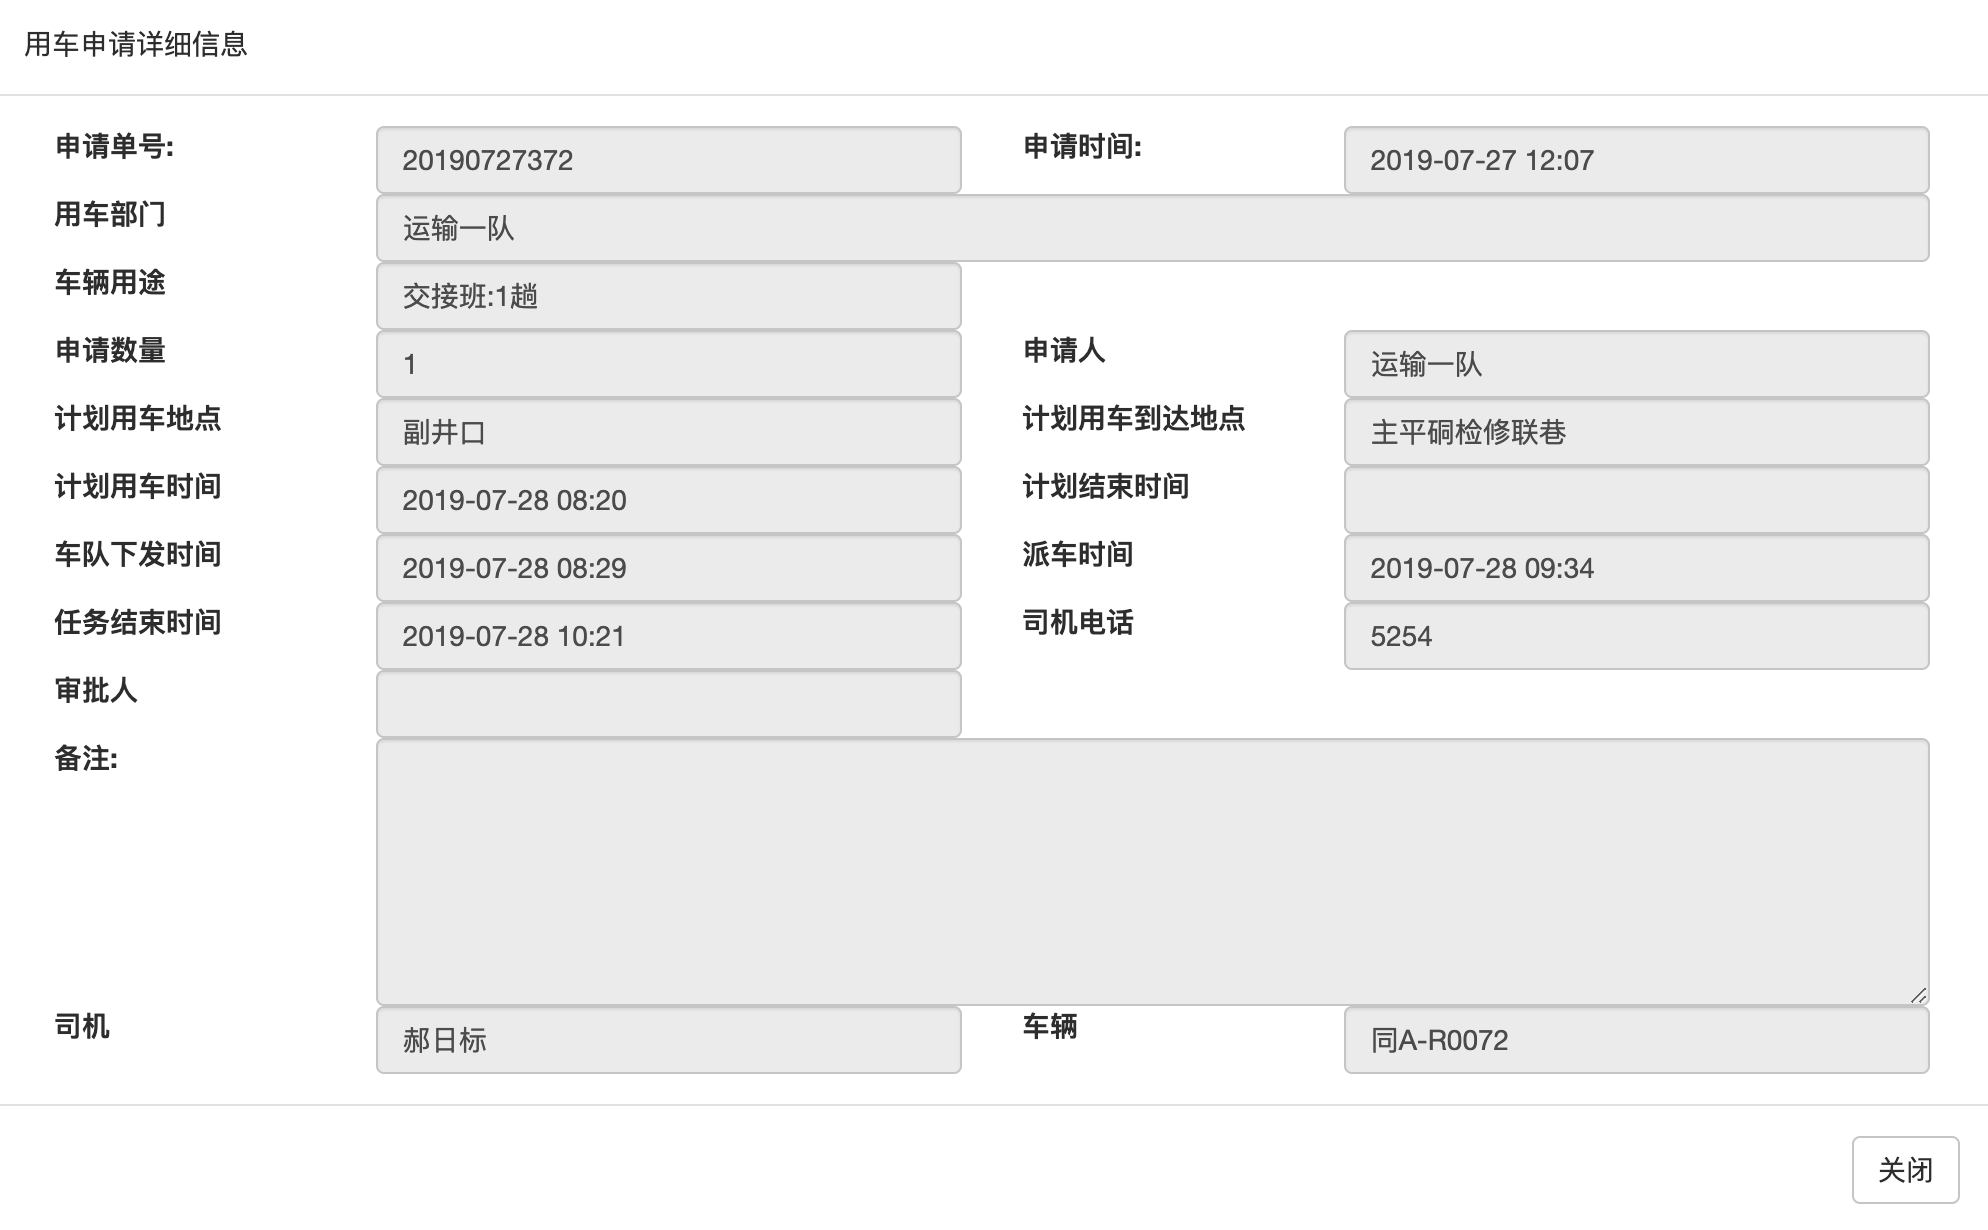 用车申请详细信息
申请单号: 20190727372 申请时间: 2019-07-27 12:07
用车部门 运输一队
车辆用途 交接班:1趟
申请数量 1 申请人 运输一队
计划用车地点 副井口 计划用车到达地点 主平硐检修联巷
计划用车时间 2019-07-28 08:20 计划结束时间
车队下发时间 2019-07-28 08:29 派车时间 2019-07-28 09:34
任务结束时间 2019-07-28 10:21 司机电话 5254
审批人
备注:
司机 郝日标 车辆 同A-R0072
关闭